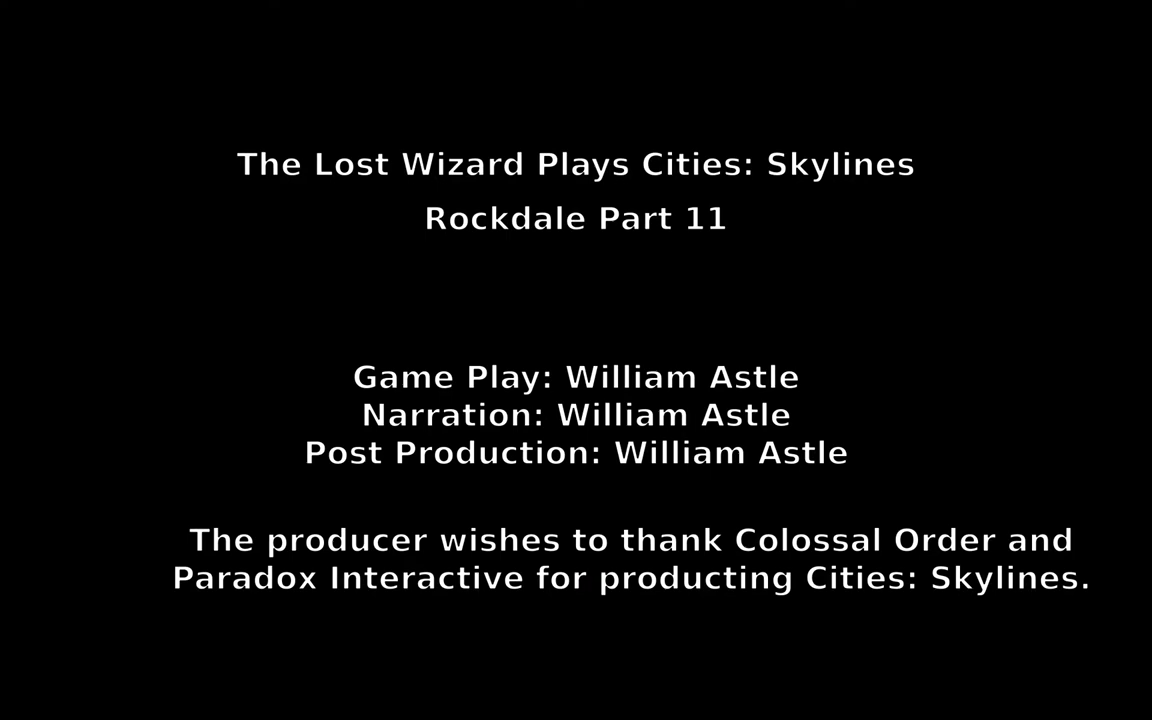 The Lost Wizard Plays Cities: Skylines
Rockdale Part 11
Game Play: William Astle
Narration: William Astle
Post Production: William Astle
The producer wishes to thank Colossal Order and
Paradox Interactive for producting Cities: Skylines.